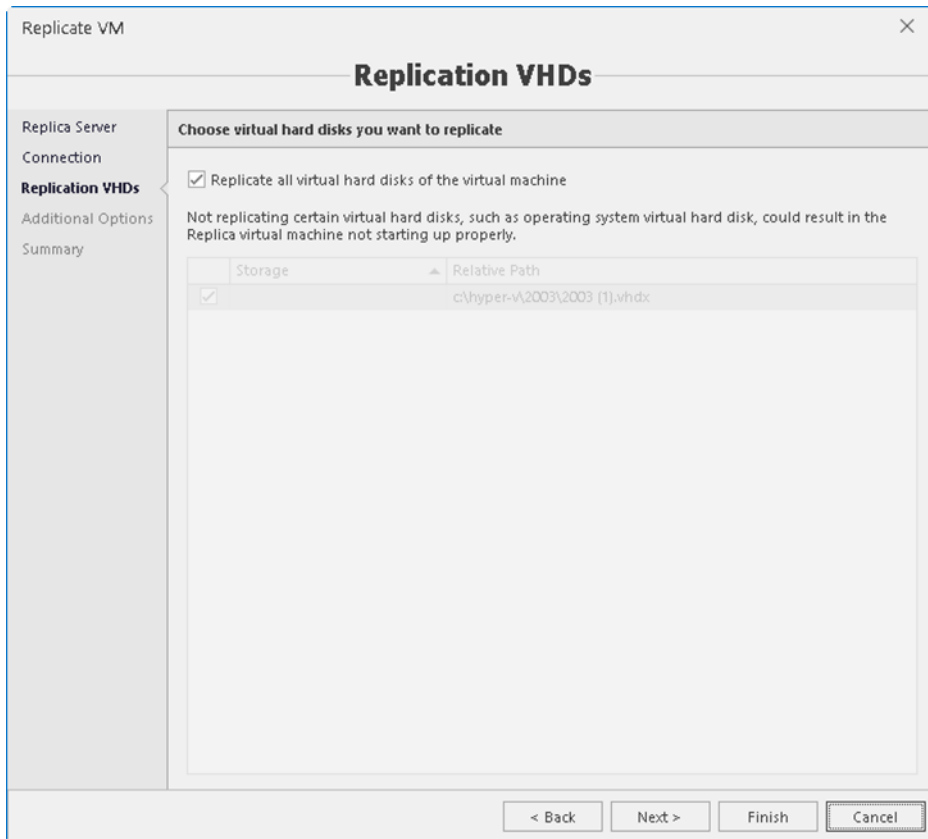 Replicate VM
Replication VHDs
Replica Server
Connection
Replication VHDs
Additional Options
Summary
Choose virtual hard disks you want to replicate
Replicate all virtual hard disks of the virtual machine
Not replicating certain virtual hard disks, such as operating system virtual hard disk, could result in the
Replica virtual machine not starting up properly.
Storage Relative Path
c:\hyper-v\2003\2003 (1).vhdx
< Back Next > Finish Cancel